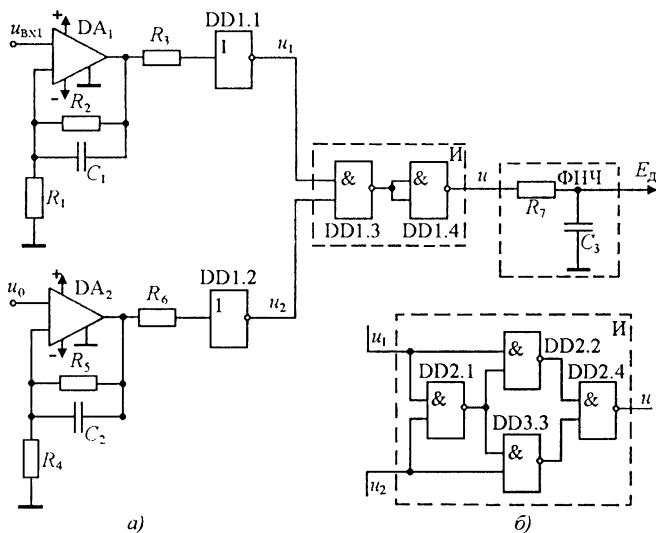 +
DA₁
DD1.1
u_вх1
R₃
1
u₁
-
R₂
C₁
R₁
И
&
&
DD1.3
DD1.4
u
ФНЧ
E_д
R₇
C₃
u₀
+
DA₂
DD1.2
R₆
1
u₂
-
R₅
C₂
R₄
И
u₁
&
DD2.2
DD2.1
DD2.4
&
&
u
DD3.3
&
u₂
а)
б)